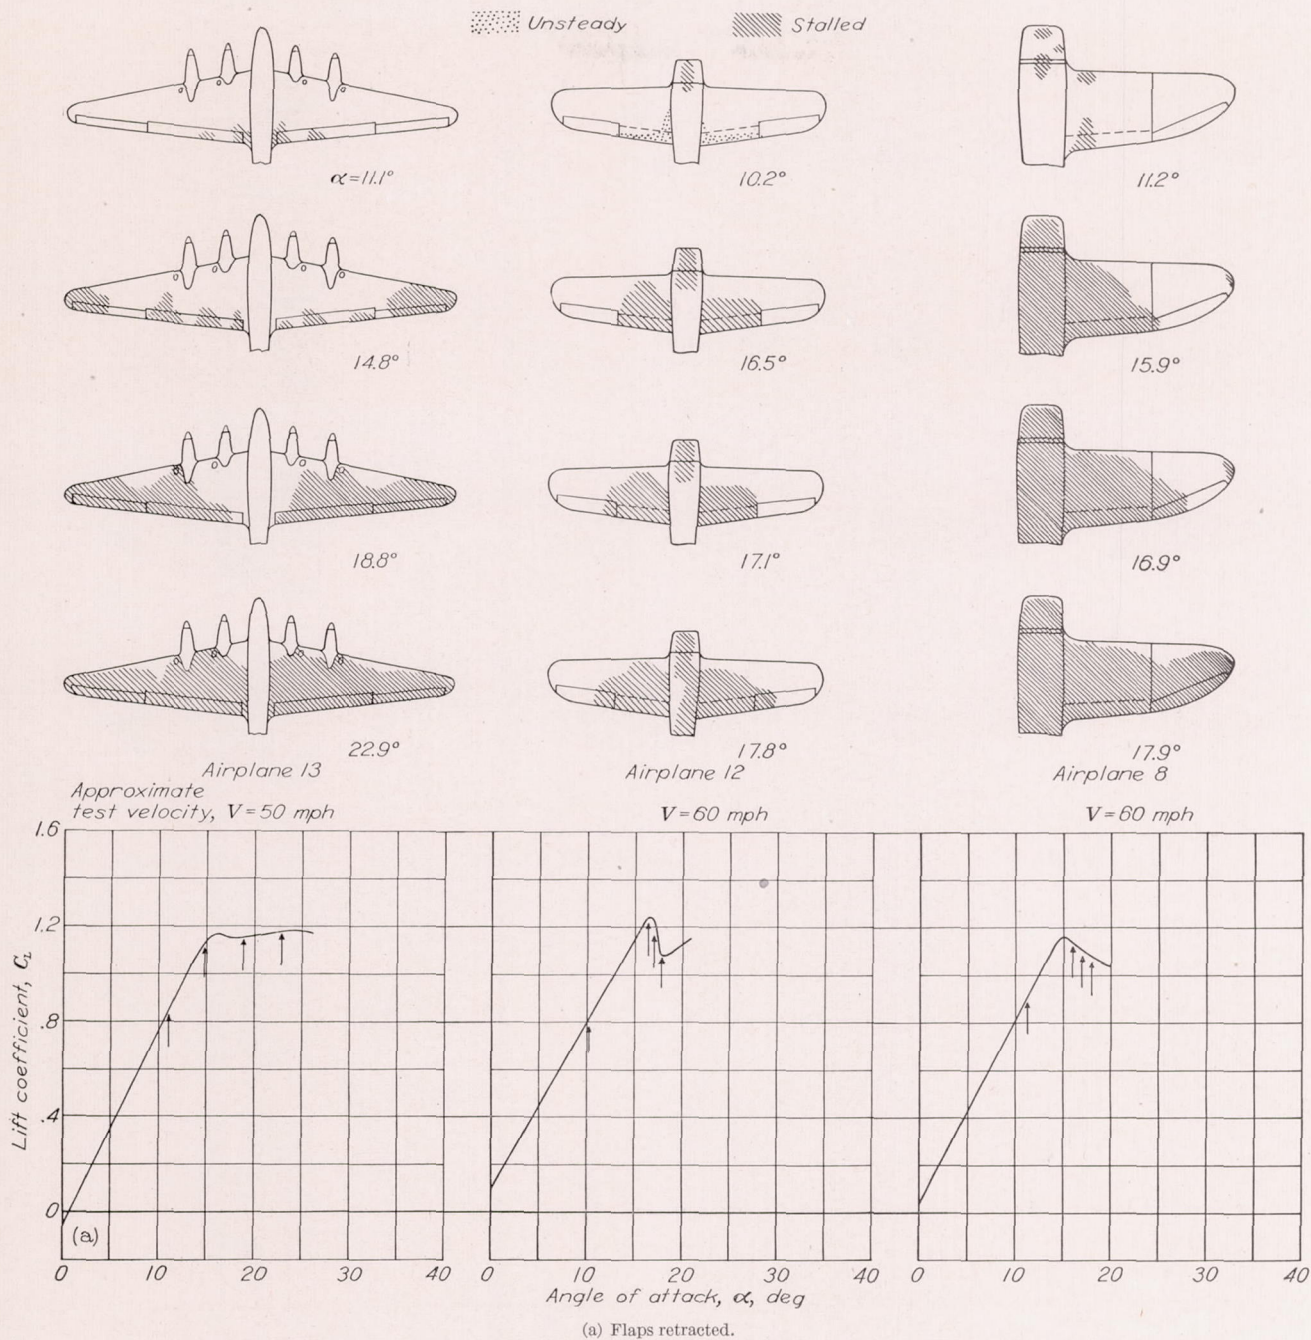 Unsteady Stalled
α=11.1° 10.2° 11.2°
14.8° 16.5° 15.9°
18.8° 17.1° 16.9°
22.9° 17.8° 17.9°
Airplane 13 Airplane 12 Airplane 8
Approximate
test velocity, V=50 mph V=60 mph V=60 mph
1.6
1.2
.8
.4
0
Lift coefficient, C_L
(a)
0 10 20 30 40 0 10 20 30 40 0 10 20 30 40
Angle of attack, α, deg
(a) Flaps retracted.